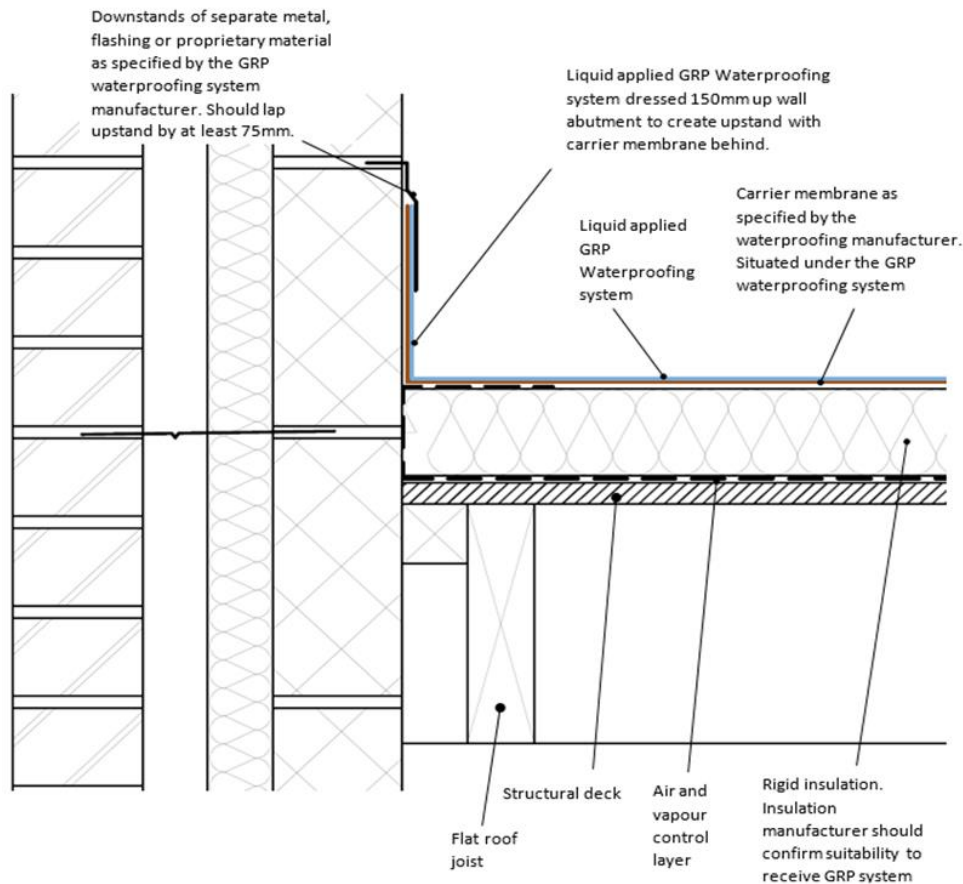 Downstands of separate metal,
flashing or proprietary material
as specified by the GRP
waterproofing system
manufacturer. Should lap
upstand by at least 75mm.
Liquid applied GRP Waterproofing
system dressed 150mm up wall
abutment to create upstand with
carrier membrane behind.
Liquid applied
GRP
Waterproofing
system
Carrier membrane as
specified by the
waterproofing manufacturer.
Situated under the GRP
waterproofing system
Flat roof
joist
Structural deck
Air and
vapour
control
layer
Rigid insulation.
Insulation
manufacturer should
confirm suitability to
receive GRP system